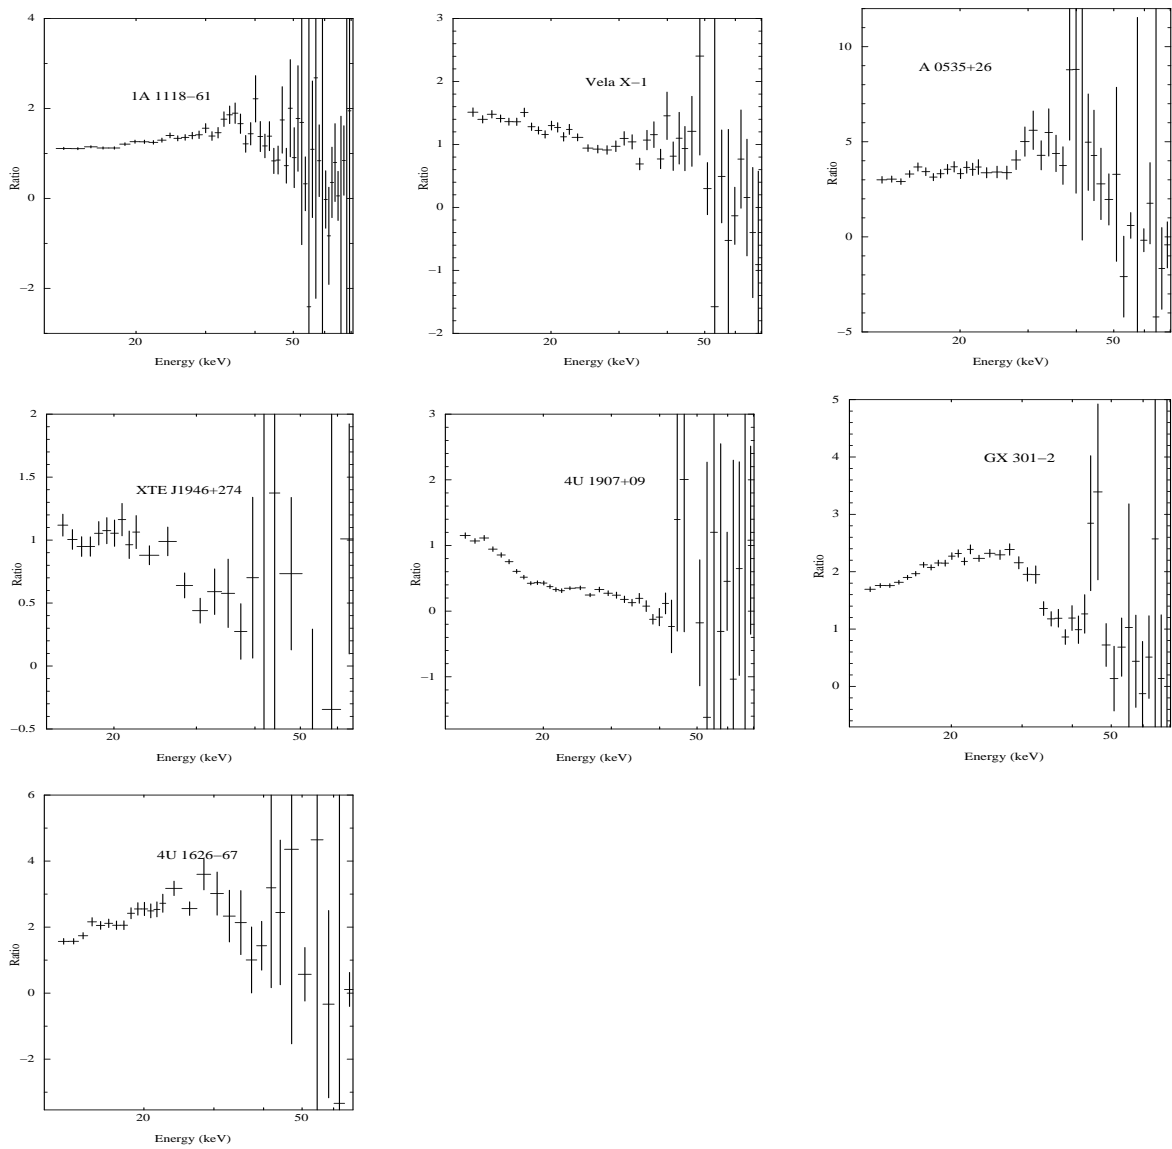 4
2
0
−2
Ratio
1A 1118−61
20
50
Energy (keV)
3
2
1
0
−1
−2
Ratio
Vela X−1
20
50
Energy (keV)
10
5
0
−5
Ratio
A 0535+26
20
50
Energy (keV)
2
1.5
1
0.5
0
−0.5
Ratio
XTE J1946+274
20
50
Energy (keV)
3
2
1
0
−1
Ratio
4U 1907+09
20
50
Energy (keV)
5
4
3
2
1
0
Ratio
GX 301−2
20
50
Energy (keV)
6
4
2
0
−2
Ratio
4U 1626−67
20
50
Energy (keV)